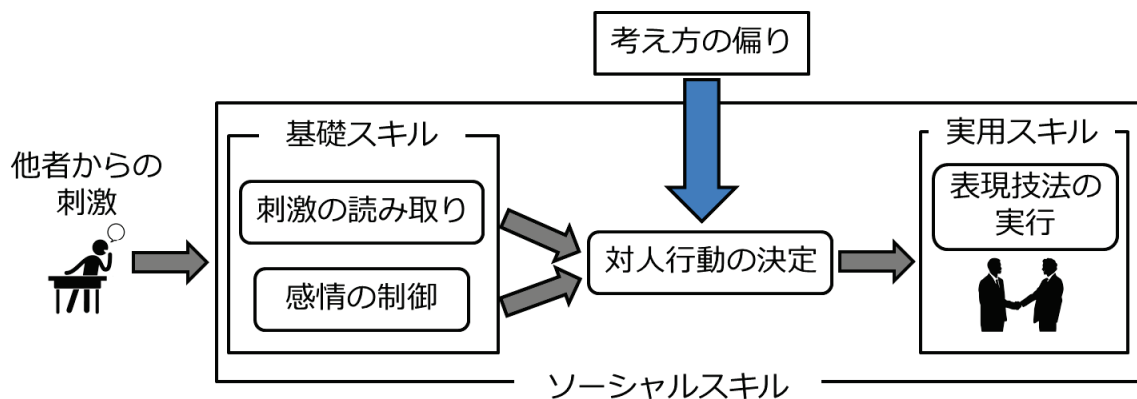 考え方の偏り
基礎スキル
実用スキル
他者からの
刺激
刺激の読み取り
感情の制御
対人行動の決定
表現技法の
実行
ソーシャルスキル